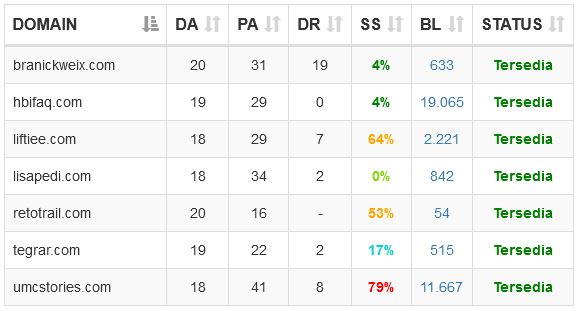 DOMAIN DA PA DR SS BL STATUS
branickweix.com 20 31 19 4% 633 Tersedia
hbifaq.com 19 29 0 4% 19.065 Tersedia
liftiee.com 18 29 7 64% 2.221 Tersedia
lisapedi.com 18 34 2 0% 842 Tersedia
retotrail.com 20 16 - 53% 54 Tersedia
tegrar.com 19 22 2 17% 515 Tersedia
umcstories.com 18 41 8 79% 11.667 Tersedia